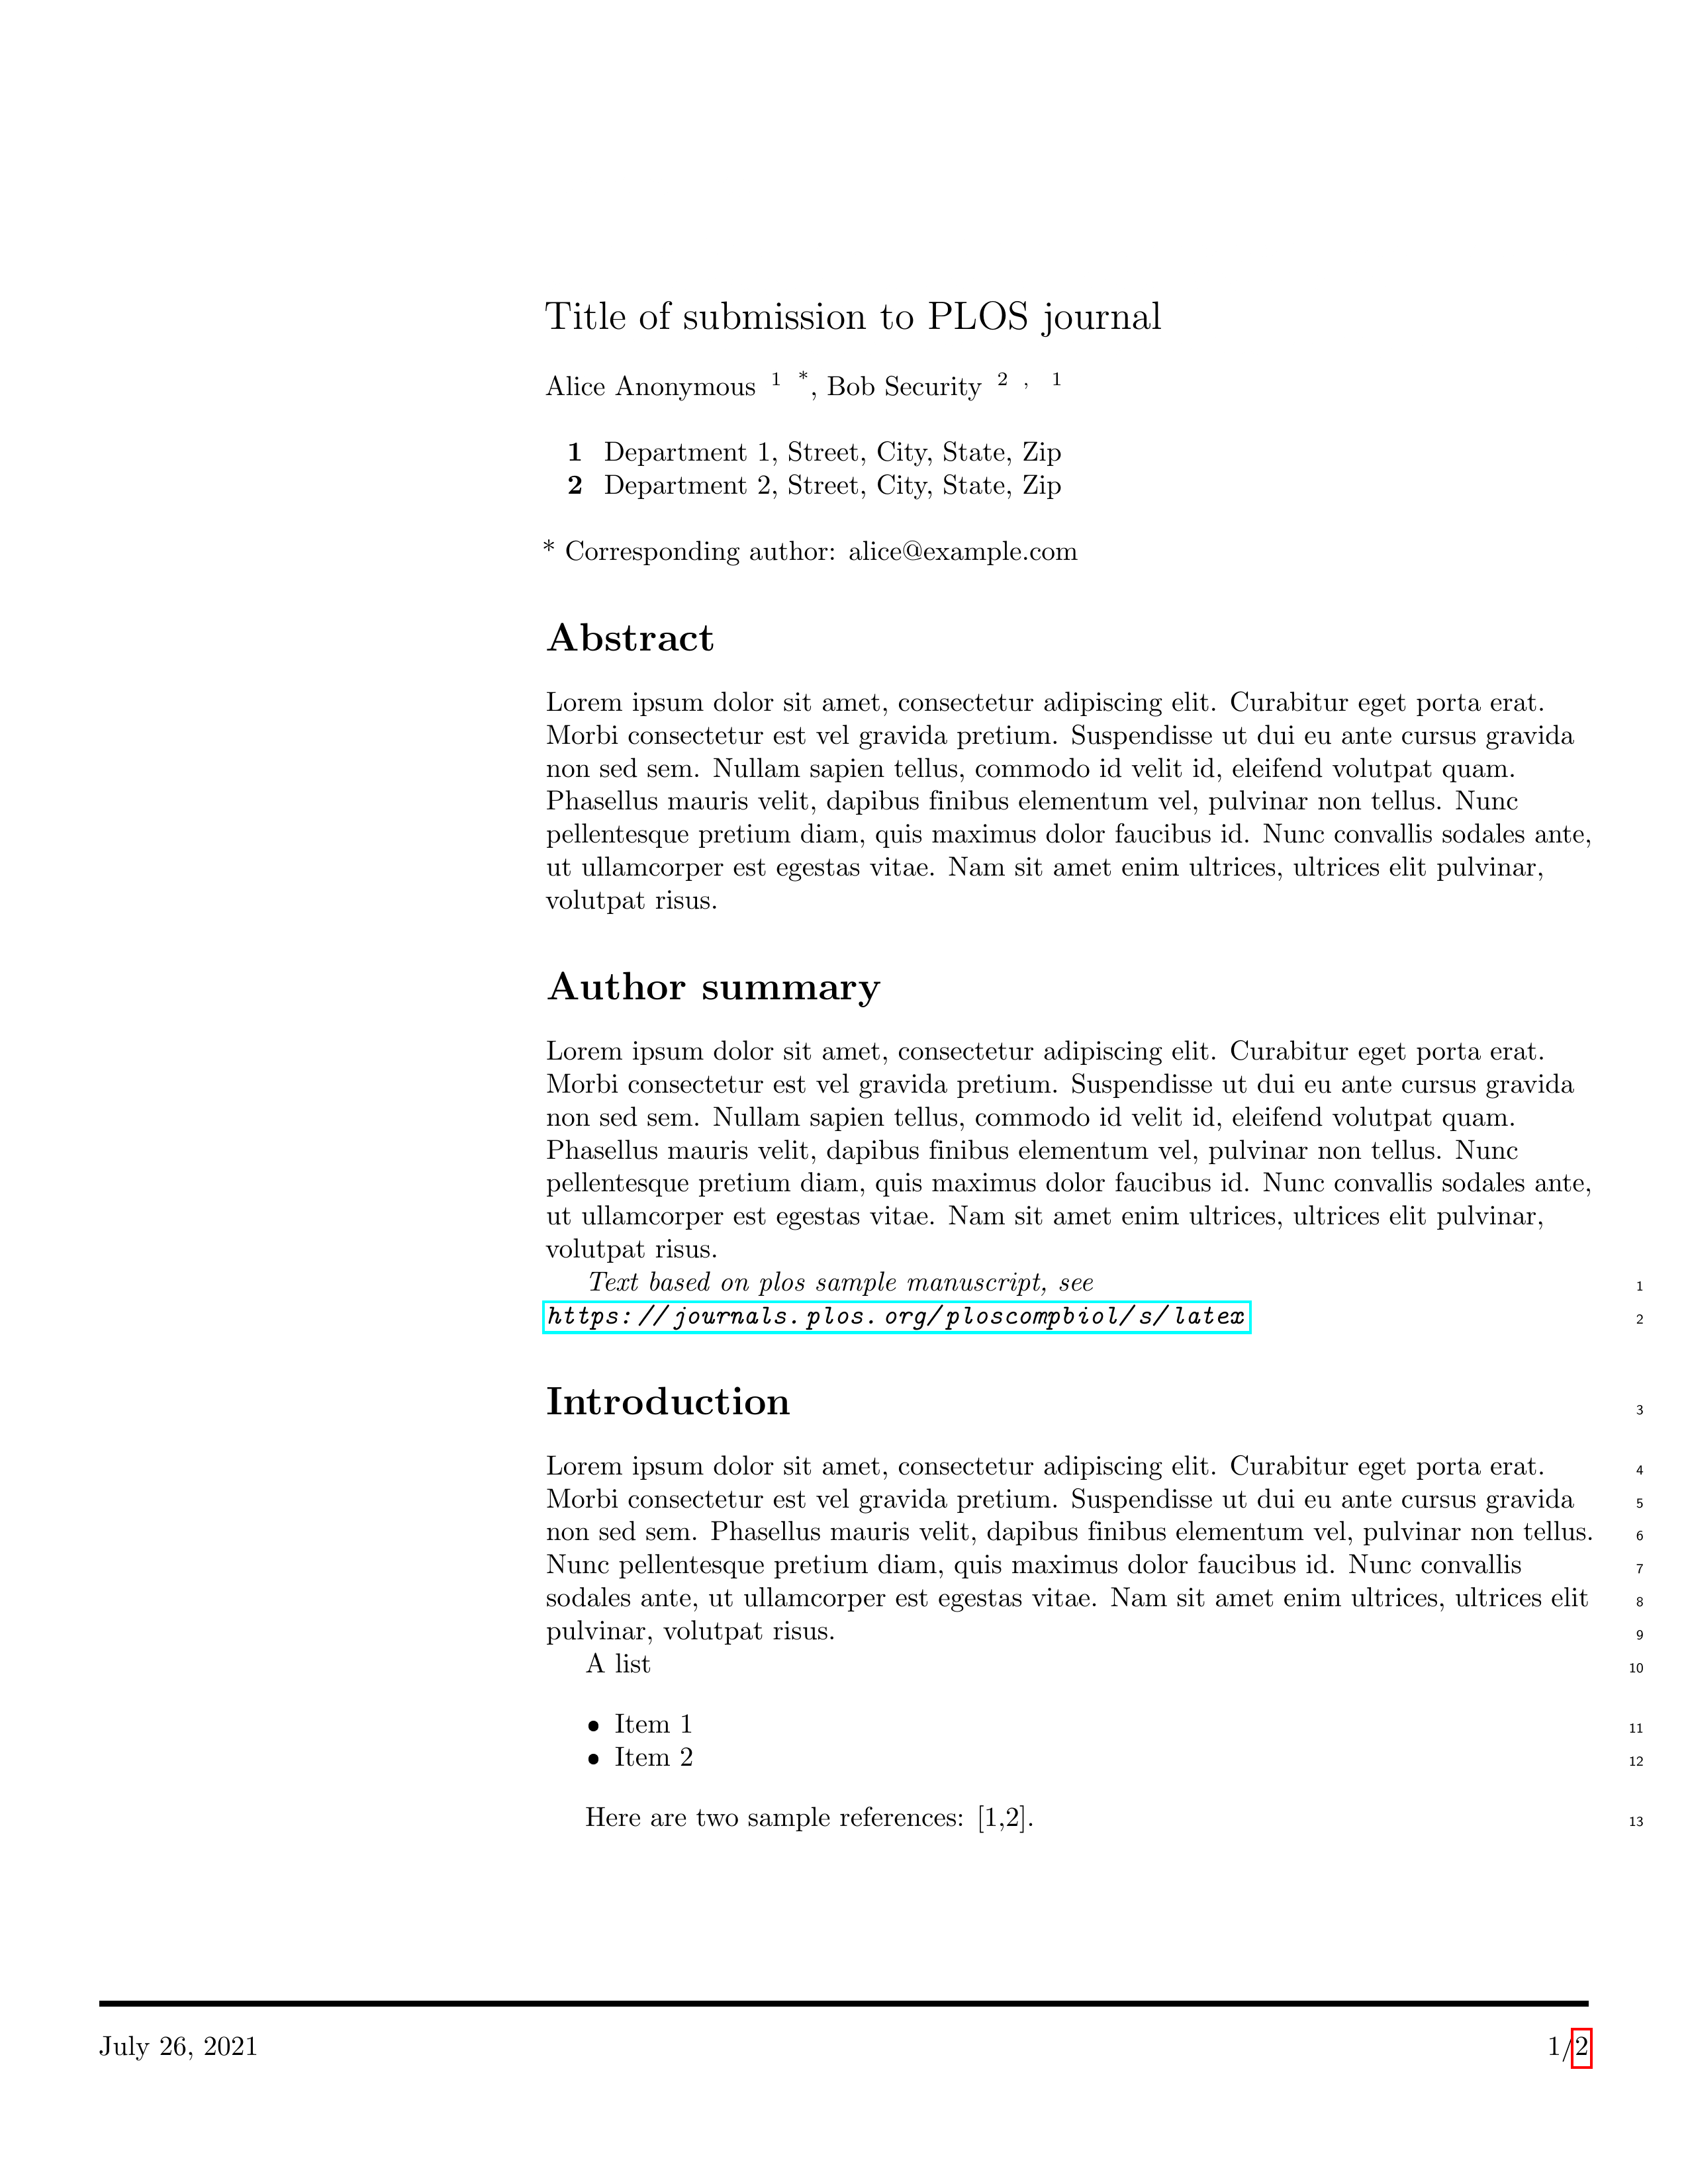 Title of submission to PLOS journal
Alice Anonymous 1 *, Bob Security 2 , 1
1 Department 1, Street, City, State, Zip
2 Department 2, Street, City, State, Zip
* Corresponding author: alice@example.com
Abstract
Lorem ipsum dolor sit amet, consectetur adipiscing elit. Curabitur eget porta erat.
Morbi consectetur est vel gravida pretium. Suspendisse ut dui eu ante cursus gravida
non sed sem. Nullam sapien tellus, commodo id velit id, eleifend volutpat quam.
Phasellus mauris velit, dapibus finibus elementum vel, pulvinar non tellus. Nunc
pellentesque pretium diam, quis maximus dolor faucibus id. Nunc convallis sodales ante,
ut ullamcorper est egestas vitae. Nam sit amet enim ultrices, ultrices elit pulvinar,
volutpat risus.
Author summary
Lorem ipsum dolor sit amet, consectetur adipiscing elit. Curabitur eget porta erat.
Morbi consectetur est vel gravida pretium. Suspendisse ut dui eu ante cursus gravida
non sed sem. Nullam sapien tellus, commodo id velit id, eleifend volutpat quam.
Phasellus mauris velit, dapibus finibus elementum vel, pulvinar non tellus. Nunc
pellentesque pretium diam, quis maximus dolor faucibus id. Nunc convallis sodales ante,
ut ullamcorper est egestas vitae. Nam sit amet enim ultrices, ultrices elit pulvinar,
volutpat risus.
Text based on plos sample manuscript, see 1
https://journals.plos.org/ploscompbiol/s/latex 2
Introduction 3
Lorem ipsum dolor sit amet, consectetur adipiscing elit. Curabitur eget porta erat. 4
Morbi consectetur est vel gravida pretium. Suspendisse ut dui eu ante cursus gravida 5
non sed sem. Phasellus mauris velit, dapibus finibus elementum vel, pulvinar non tellus. 6
Nunc pellentesque pretium diam, quis maximus dolor faucibus id. Nunc convallis 7
sodales ante, ut ullamcorper est egestas vitae. Nam sit amet enim ultrices, ultrices elit 8
pulvinar, volutpat risus. 9
A list 10
• Item 1 11
• Item 2 12
Here are two sample references: [1,2]. 13
July 26, 2021 1/2